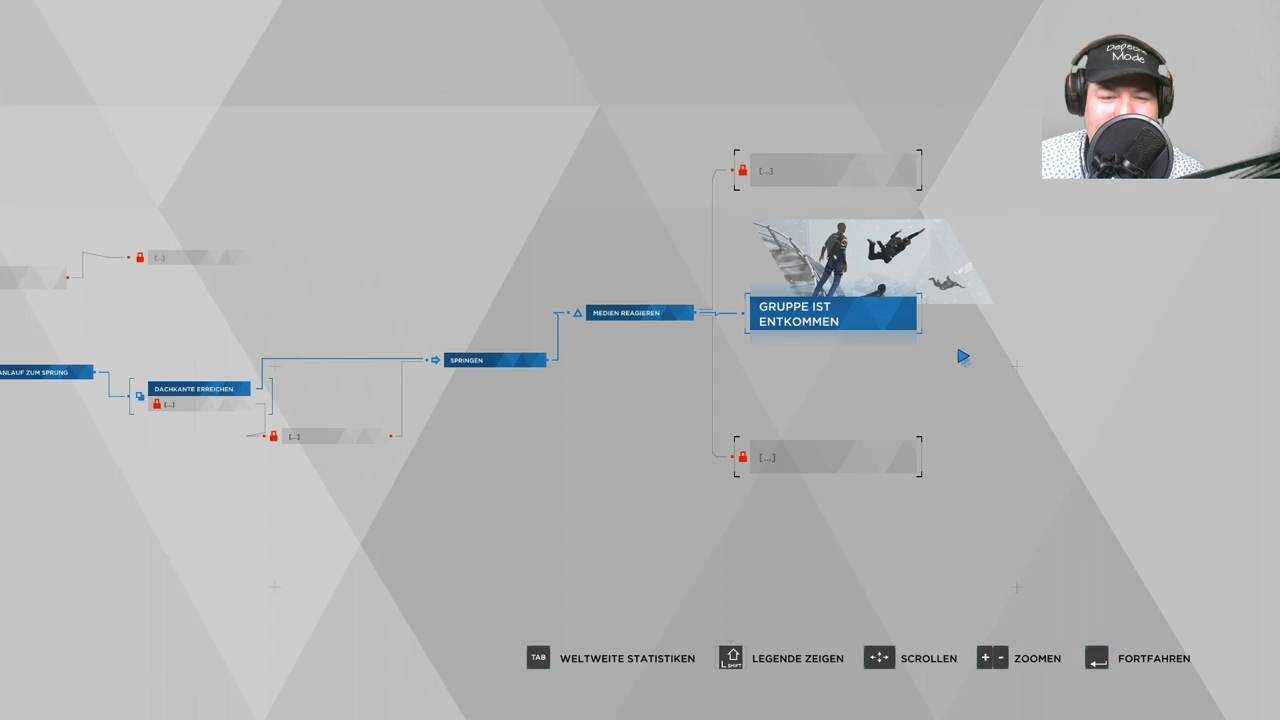 Depeche
Mode
[...]
[...]
GRUPPE IST
ENTKOMMEN
MEDIEN REAGIEREN
SPRINGEN
ANLAUF ZUM SPRUNG
DACHKANTE ERREICHEN
[...]
[...]
[...]
TAB WELTWEITE STATISTIKEN L SHIFT LEGENDE ZEIGEN SCROLLEN + - ZOOMEN FORTFAHREN